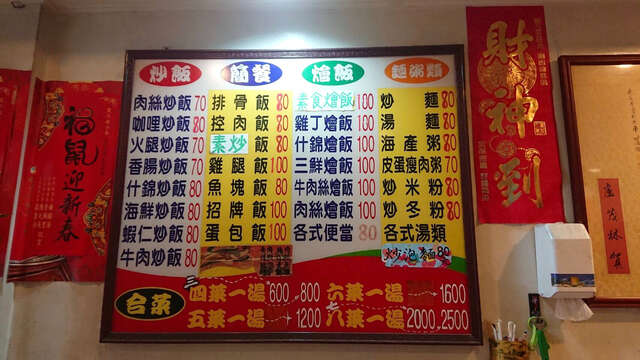 炒飯
肉絲炒飯 70
咖哩炒飯 80
火腿炒飯 70
香腸炒飯 70
什錦炒飯 80
海鮮炒飯 80
蝦仁炒飯 80
牛肉炒飯 80
簡餐
排骨飯 80
控肉飯 80
素炒 80
雞腿飯 100
魚塊飯 80
招牌飯 100
蛋包飯 100
燴飯
素食燴飯 100
雞丁燴飯 100
什錦燴飯 100
三鮮燴飯 100
牛肉燴飯 100
肉絲燴飯 100
各式便當 80
麵粥類
炒麵 80
湯麵 80
海產粥 80
皮蛋瘦肉粥 70
炒米粉 80
炒冬粉 80
各式湯類
炒泡麵 80
合菜
四菜一湯 600 800
五菜一湯 1200
六菜一湯 1600
八菜一湯 2000 2500
福鼠迎新春
財神到